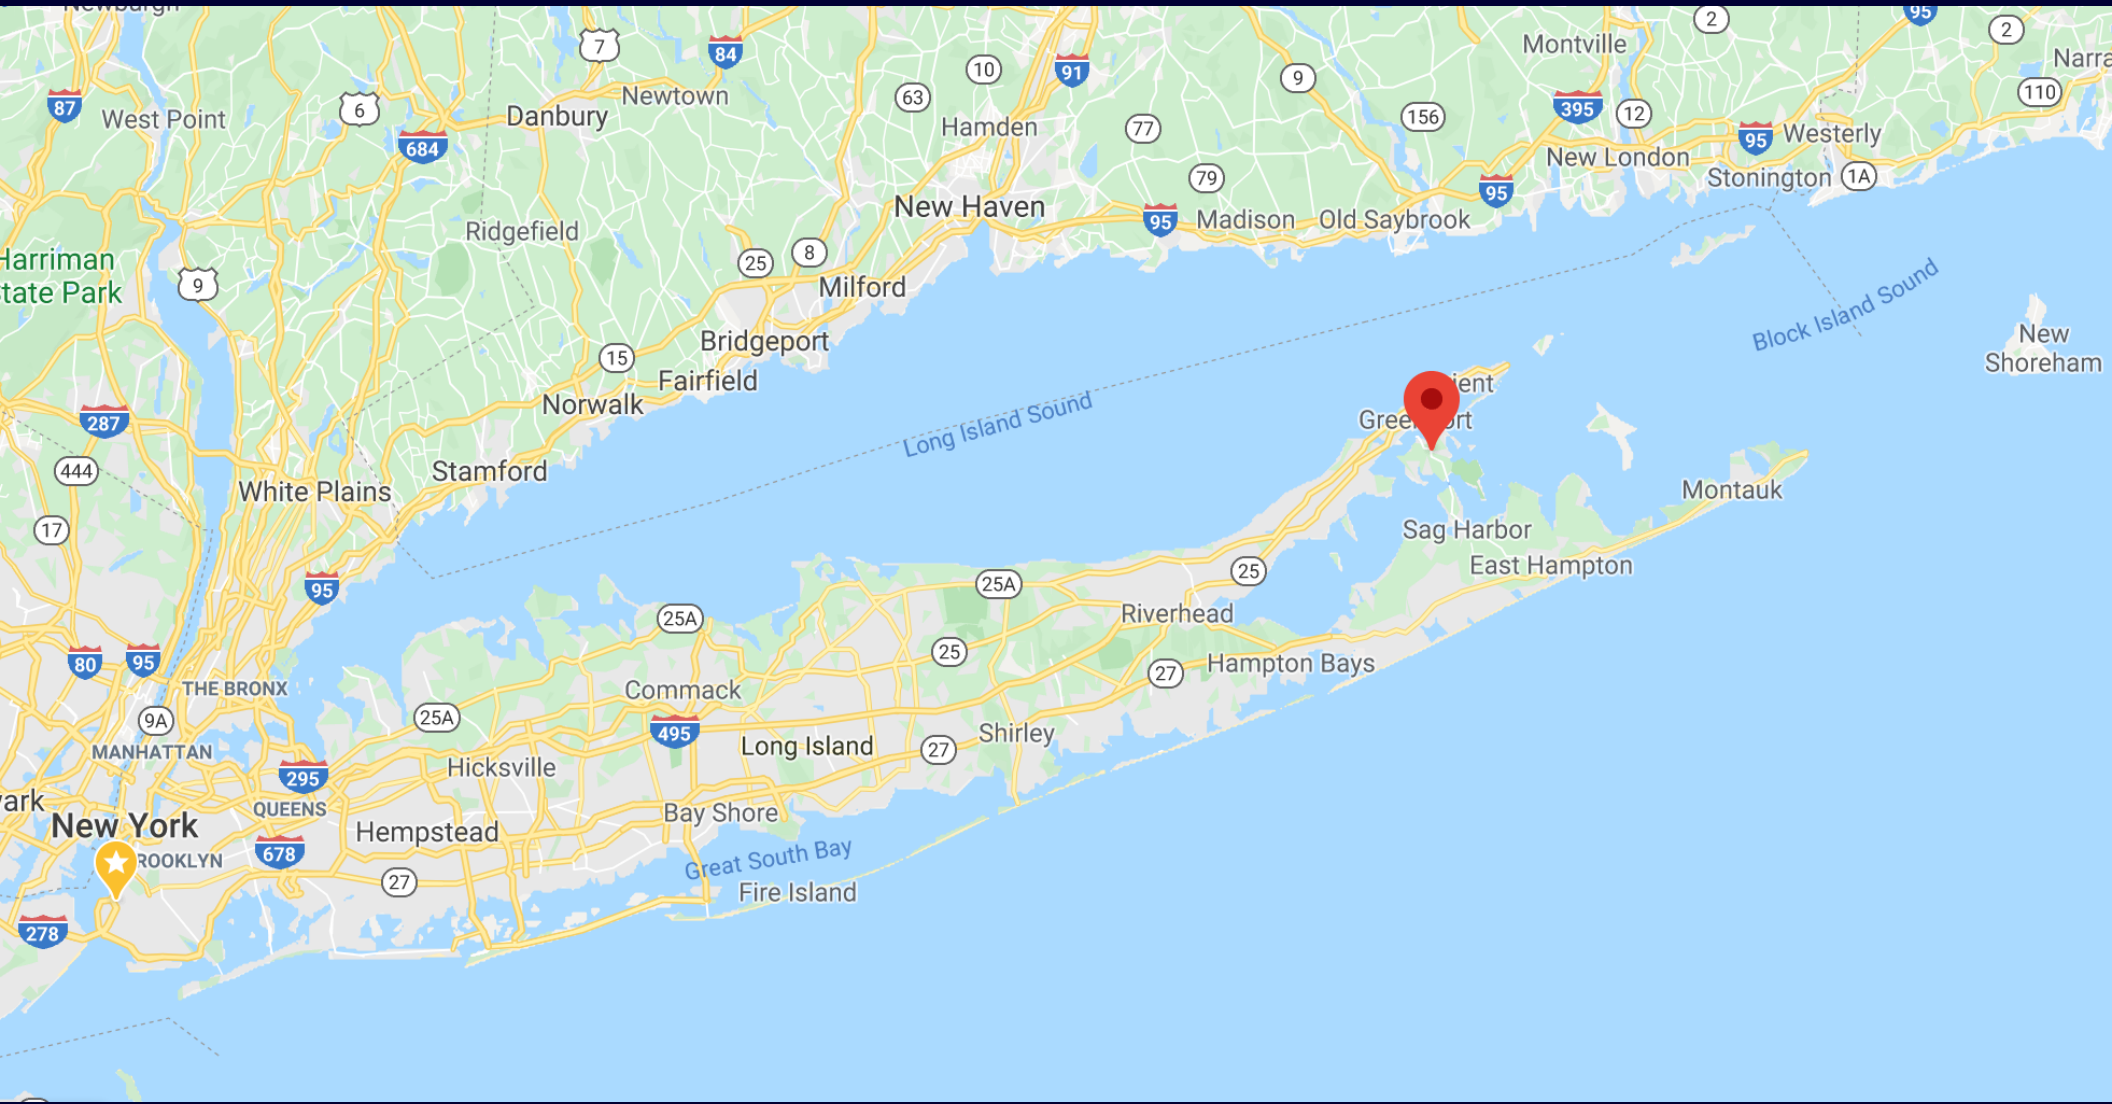 Newburgh
95
2
2
7
84
Montville
Narra
10
91
9
63
Newtown
110
87
6
395
West Point
Danbury
156
12
Hamden
77
95
Westerly
684
New London
79
Stonington
1A
95
New Haven
95
Madison
Old Saybrook
Ridgefield
Harriman
State Park
25
8
9
Milford
Block Island Sound
New
Shoreham
Bridgeport
15
Fairfield
ient
Norwalk
287
Long Island Sound
Gree
ort
444
Stamford
White Plains
Montauk
17
Sag Harbor
East Hampton
25
25A
95
25A
Riverhead
25
80
95
Hampton Bays
27
THE BRONX
Commack
9A
25A
495
Shirley
MANHATTAN
Long Island
27
Hicksville
295
ark
QUEENS
Bay Shore
New York
Hempstead
678
ROOKLYN
Great South Bay
27
Fire Island
278